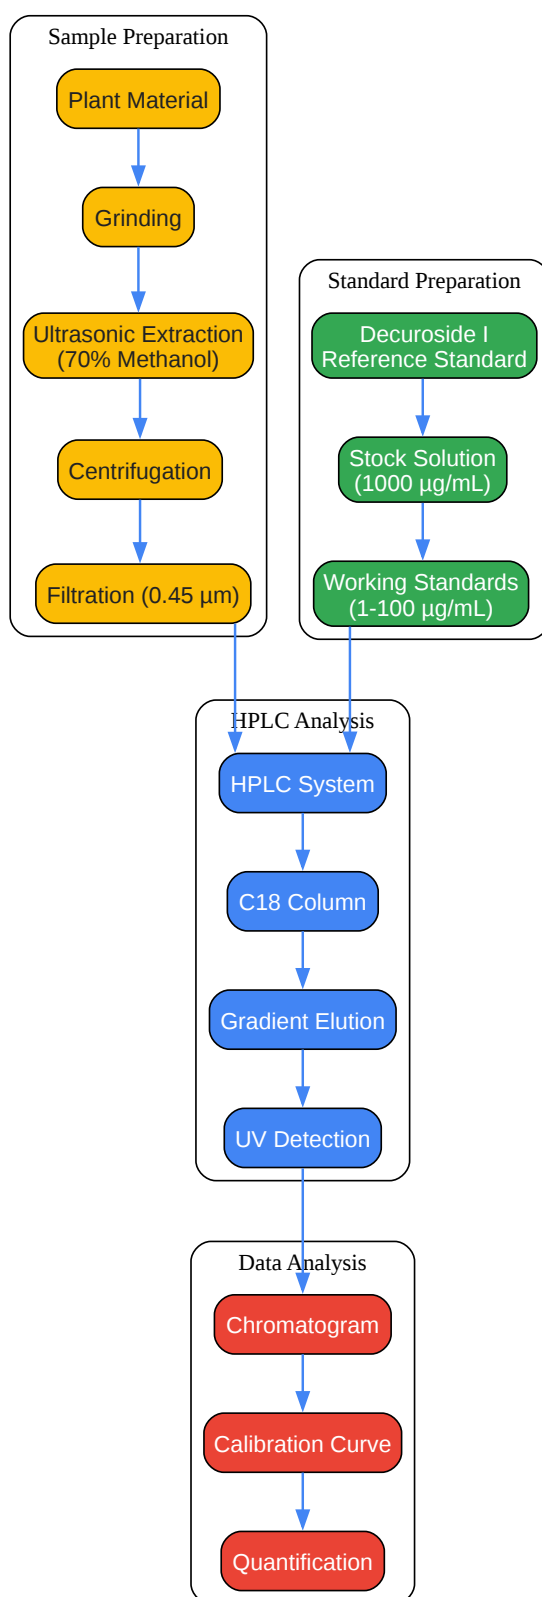 Sample Preparation
Plant Material
Grinding
Ultrasonic Extraction
(70% Methanol)
Centrifugation
Filtration (0.45 µm)
Standard Preparation
Decuroside I
Reference Standard
Stock Solution
(1000 µg/mL)
Working Standards
(1-100 µg/mL)
HPLC Analysis
HPLC System
C18 Column
Gradient Elution
UV Detection
Data Analysis
Chromatogram
Calibration Curve
Quantification